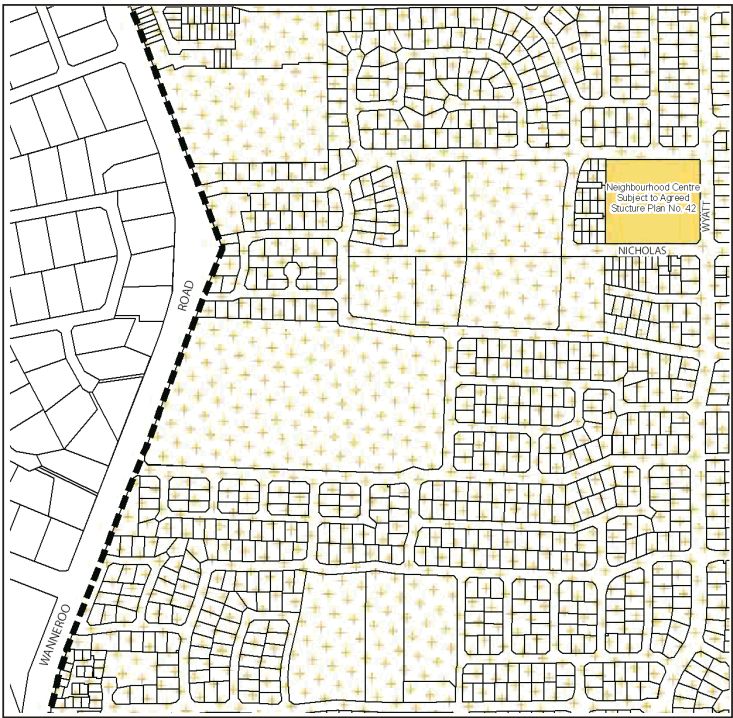 Neighbourhood Centre
Subject to Agreed
Stucture Plan No. 42
WYATT
NICHOLAS
ROAD
WANNEROO